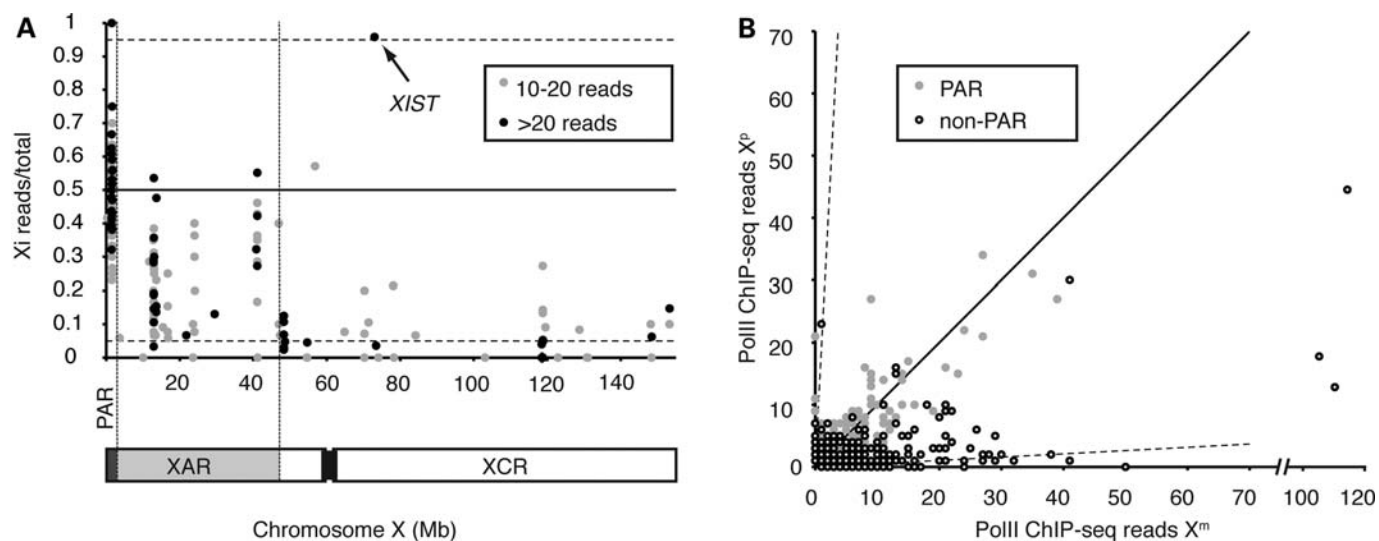 A
Xi reads/total
1
0.9
0.8
0.7
0.6
0.5
0.4
0.3
0.2
0.1
0
10-20 reads
>20 reads
XIST
PAR
20 40 60 80 100 120 140
XAR XCR
Chromosome X (Mb)
B
PolII ChIP-seq reads Xᵖ
70
60
50
40
30
20
10
0
PAR
non-PAR
0 10 20 30 40 50 60 70 100 120
PolII ChIP-seq reads Xᵐ